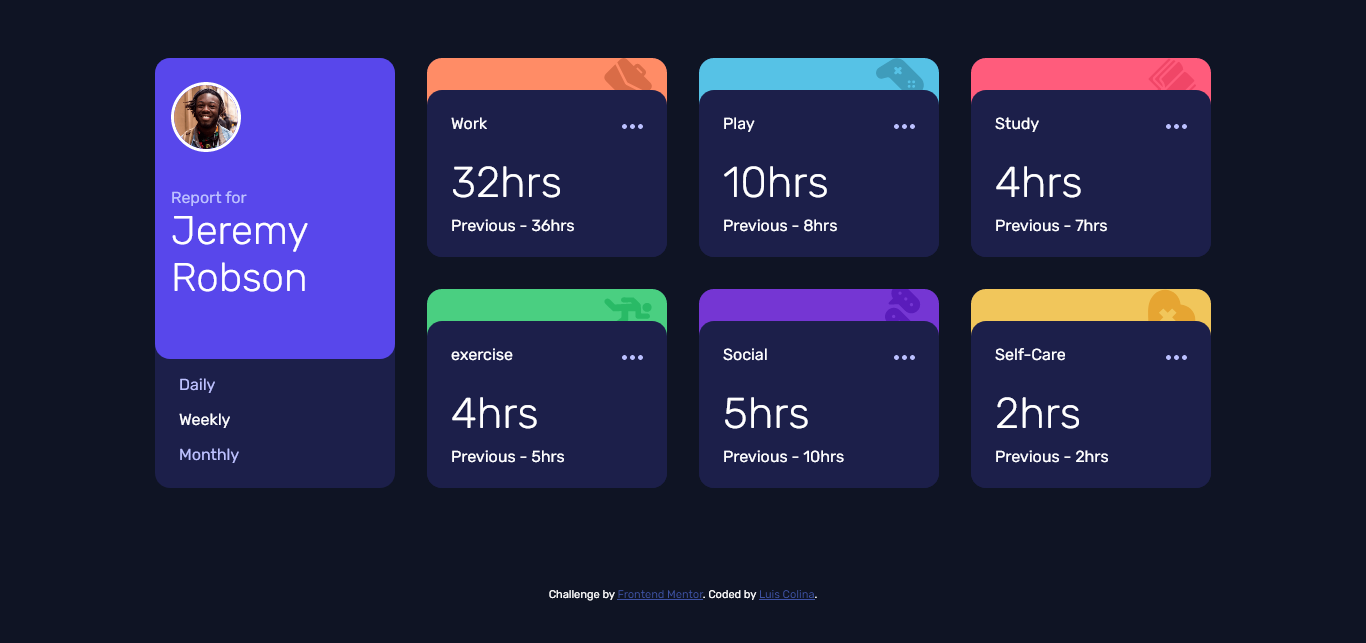 Report for
Jeremy
Robson
Daily
Weekly
Monthly
Work
32hrs
Previous - 36hrs
Play
10hrs
Previous - 8hrs
Study
4hrs
Previous - 7hrs
exercise
4hrs
Previous - 5hrs
Social
5hrs
Previous - 10hrs
Self-Care
2hrs
Previous - 2hrs
Challenge by Frontend Mentor. Coded by Luis Colina.